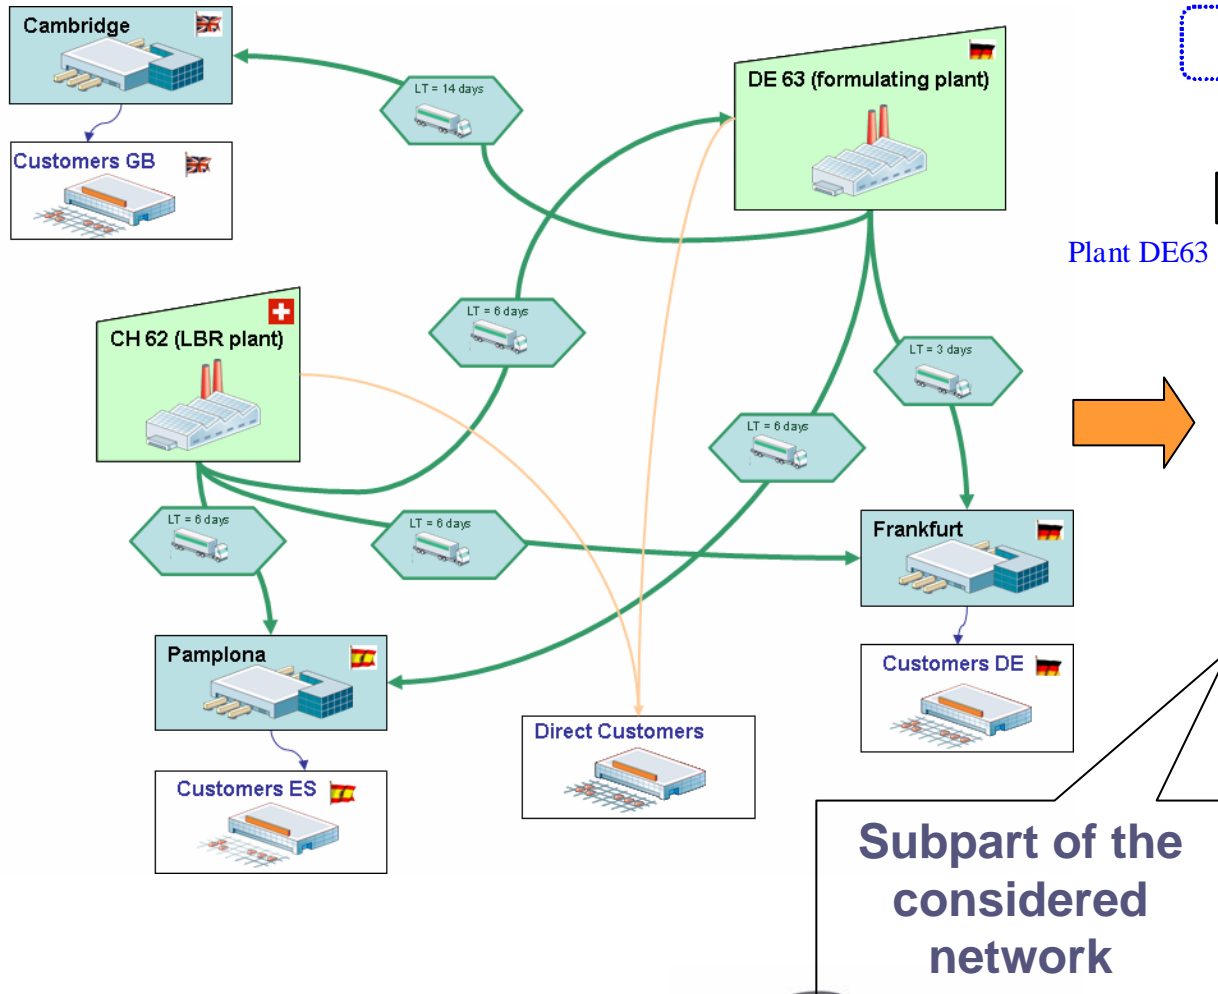 Cambridge
LT = 14 days
DE 63 (formulating plant)
Customers GB
Plant DE63
CH 62 (LBR plant)
LT = 6 days
LT = 3 days
LT = 6 days
LT = 6 days
LT = 6 days
Frankfurt
Pamplona
Customers DE
Direct Customers
Customers ES
Subpart of the
considered
network